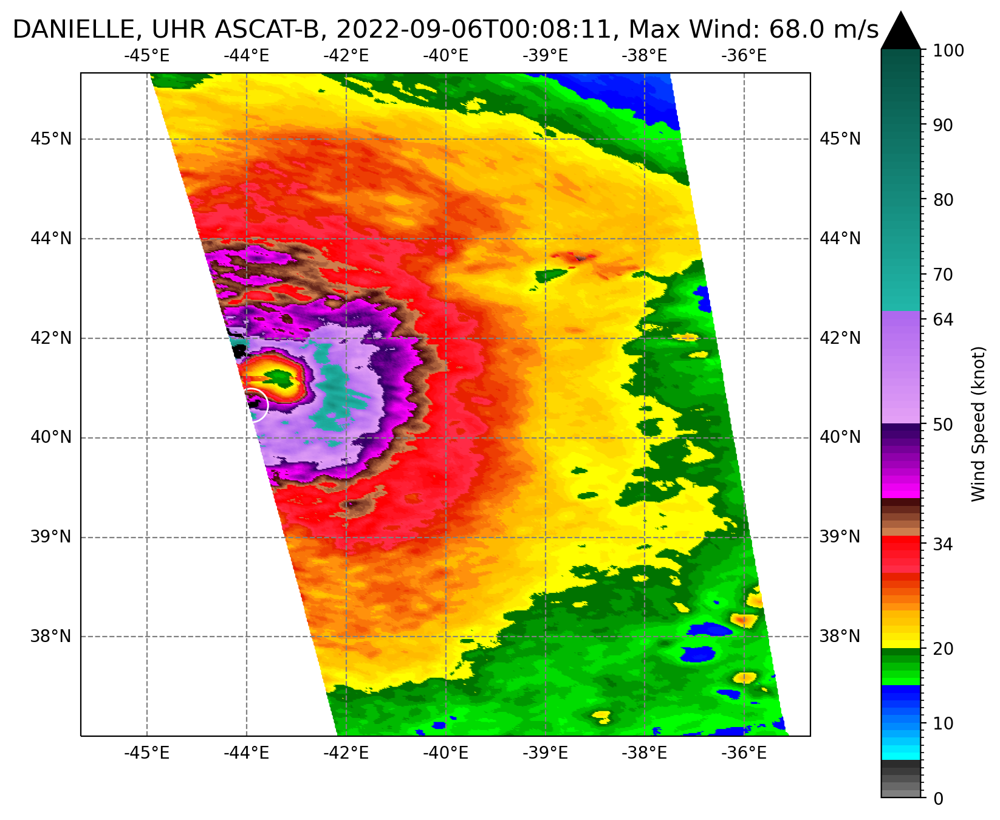 DANIELLE, UHR ASCAT-B, 2022-09-06T00:08:11, Max Wind: 68.0 m/s
-45°E -44°E -42°E -40°E -39°E -38°E -36°E
45°N 45°N
44°N 44°N
42°N 42°N
40°N 40°N
39°N 39°N
38°N 38°N
-45°E -44°E -42°E -40°E -39°E -38°E -36°E
100
90
80
70
64
50
34
20
10
0
Wind Speed (knot)